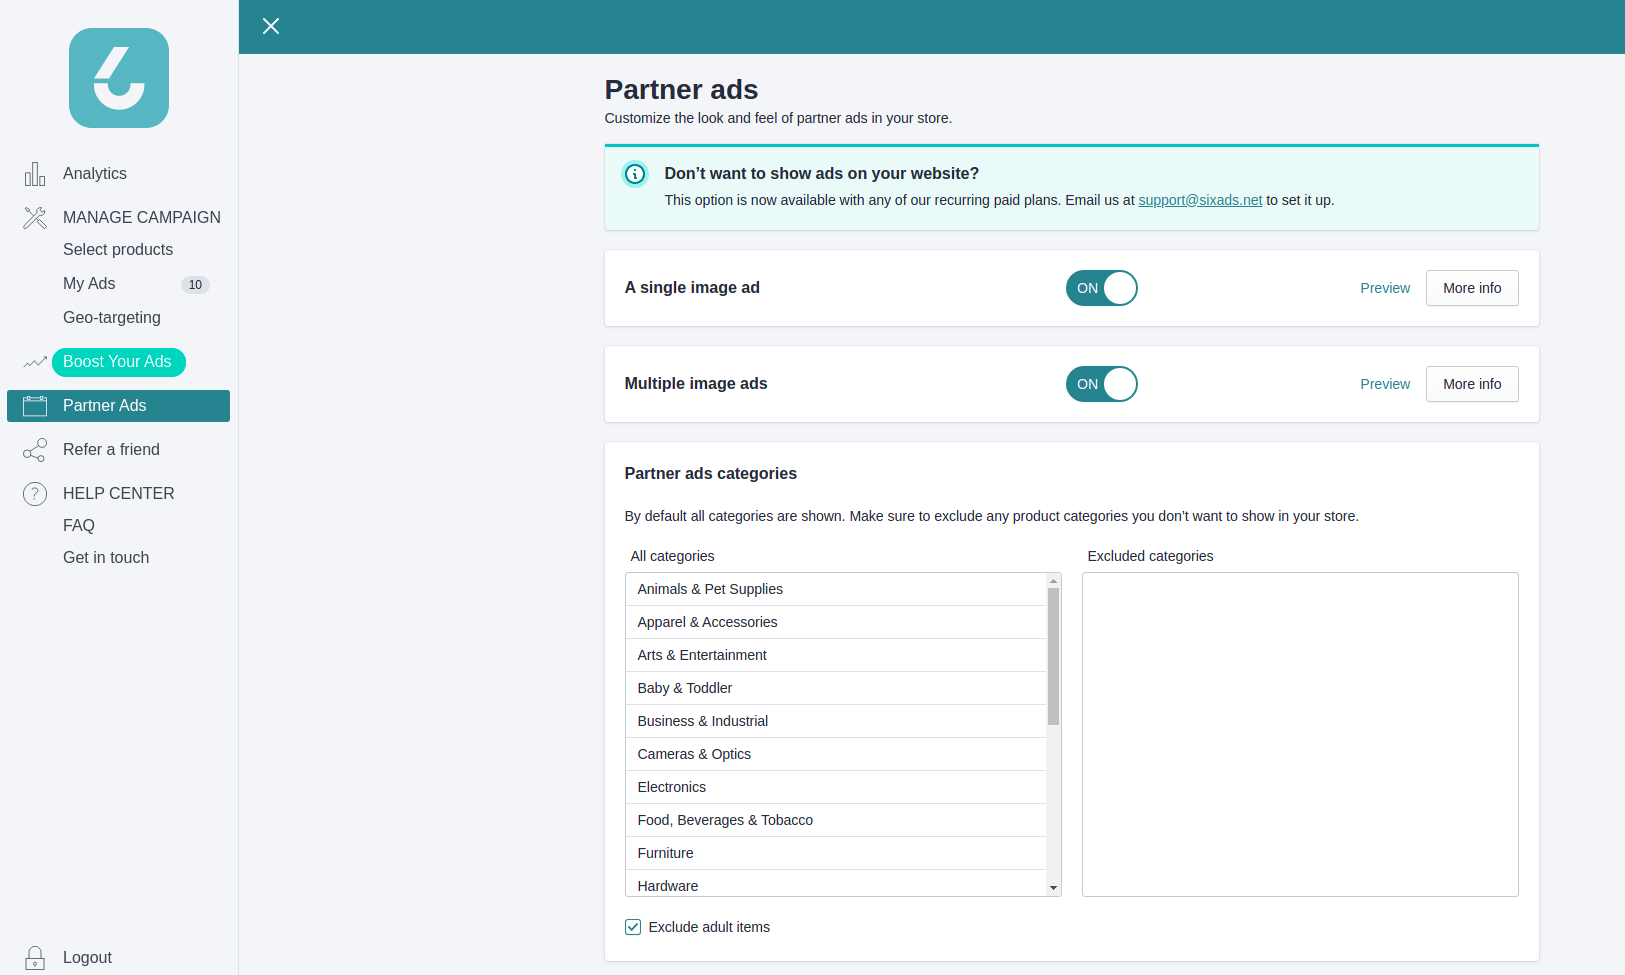 Analytics
MANAGE CAMPAIGN
Select products
My Ads 10
Geo-targeting
Boost Your Ads
Partner Ads
Refer a friend
HELP CENTER
FAQ
Get in touch
Logout
Partner ads
Customize the look and feel of partner ads in your store.
Don’t want to show ads on your website?
This option is now available with any of our recurring paid plans. Email us at support@sixads.net to set it up.
A single image ad ON Preview More info
Multiple image ads ON Preview More info
Partner ads categories
By default all categories are shown. Make sure to exclude any product categories you don’t want to show in your store.
All categories Excluded categories
Animals & Pet Supplies
Apparel & Accessories
Arts & Entertainment
Baby & Toddler
Business & Industrial
Cameras & Optics
Electronics
Food, Beverages & Tobacco
Furniture
Hardware
Exclude adult items